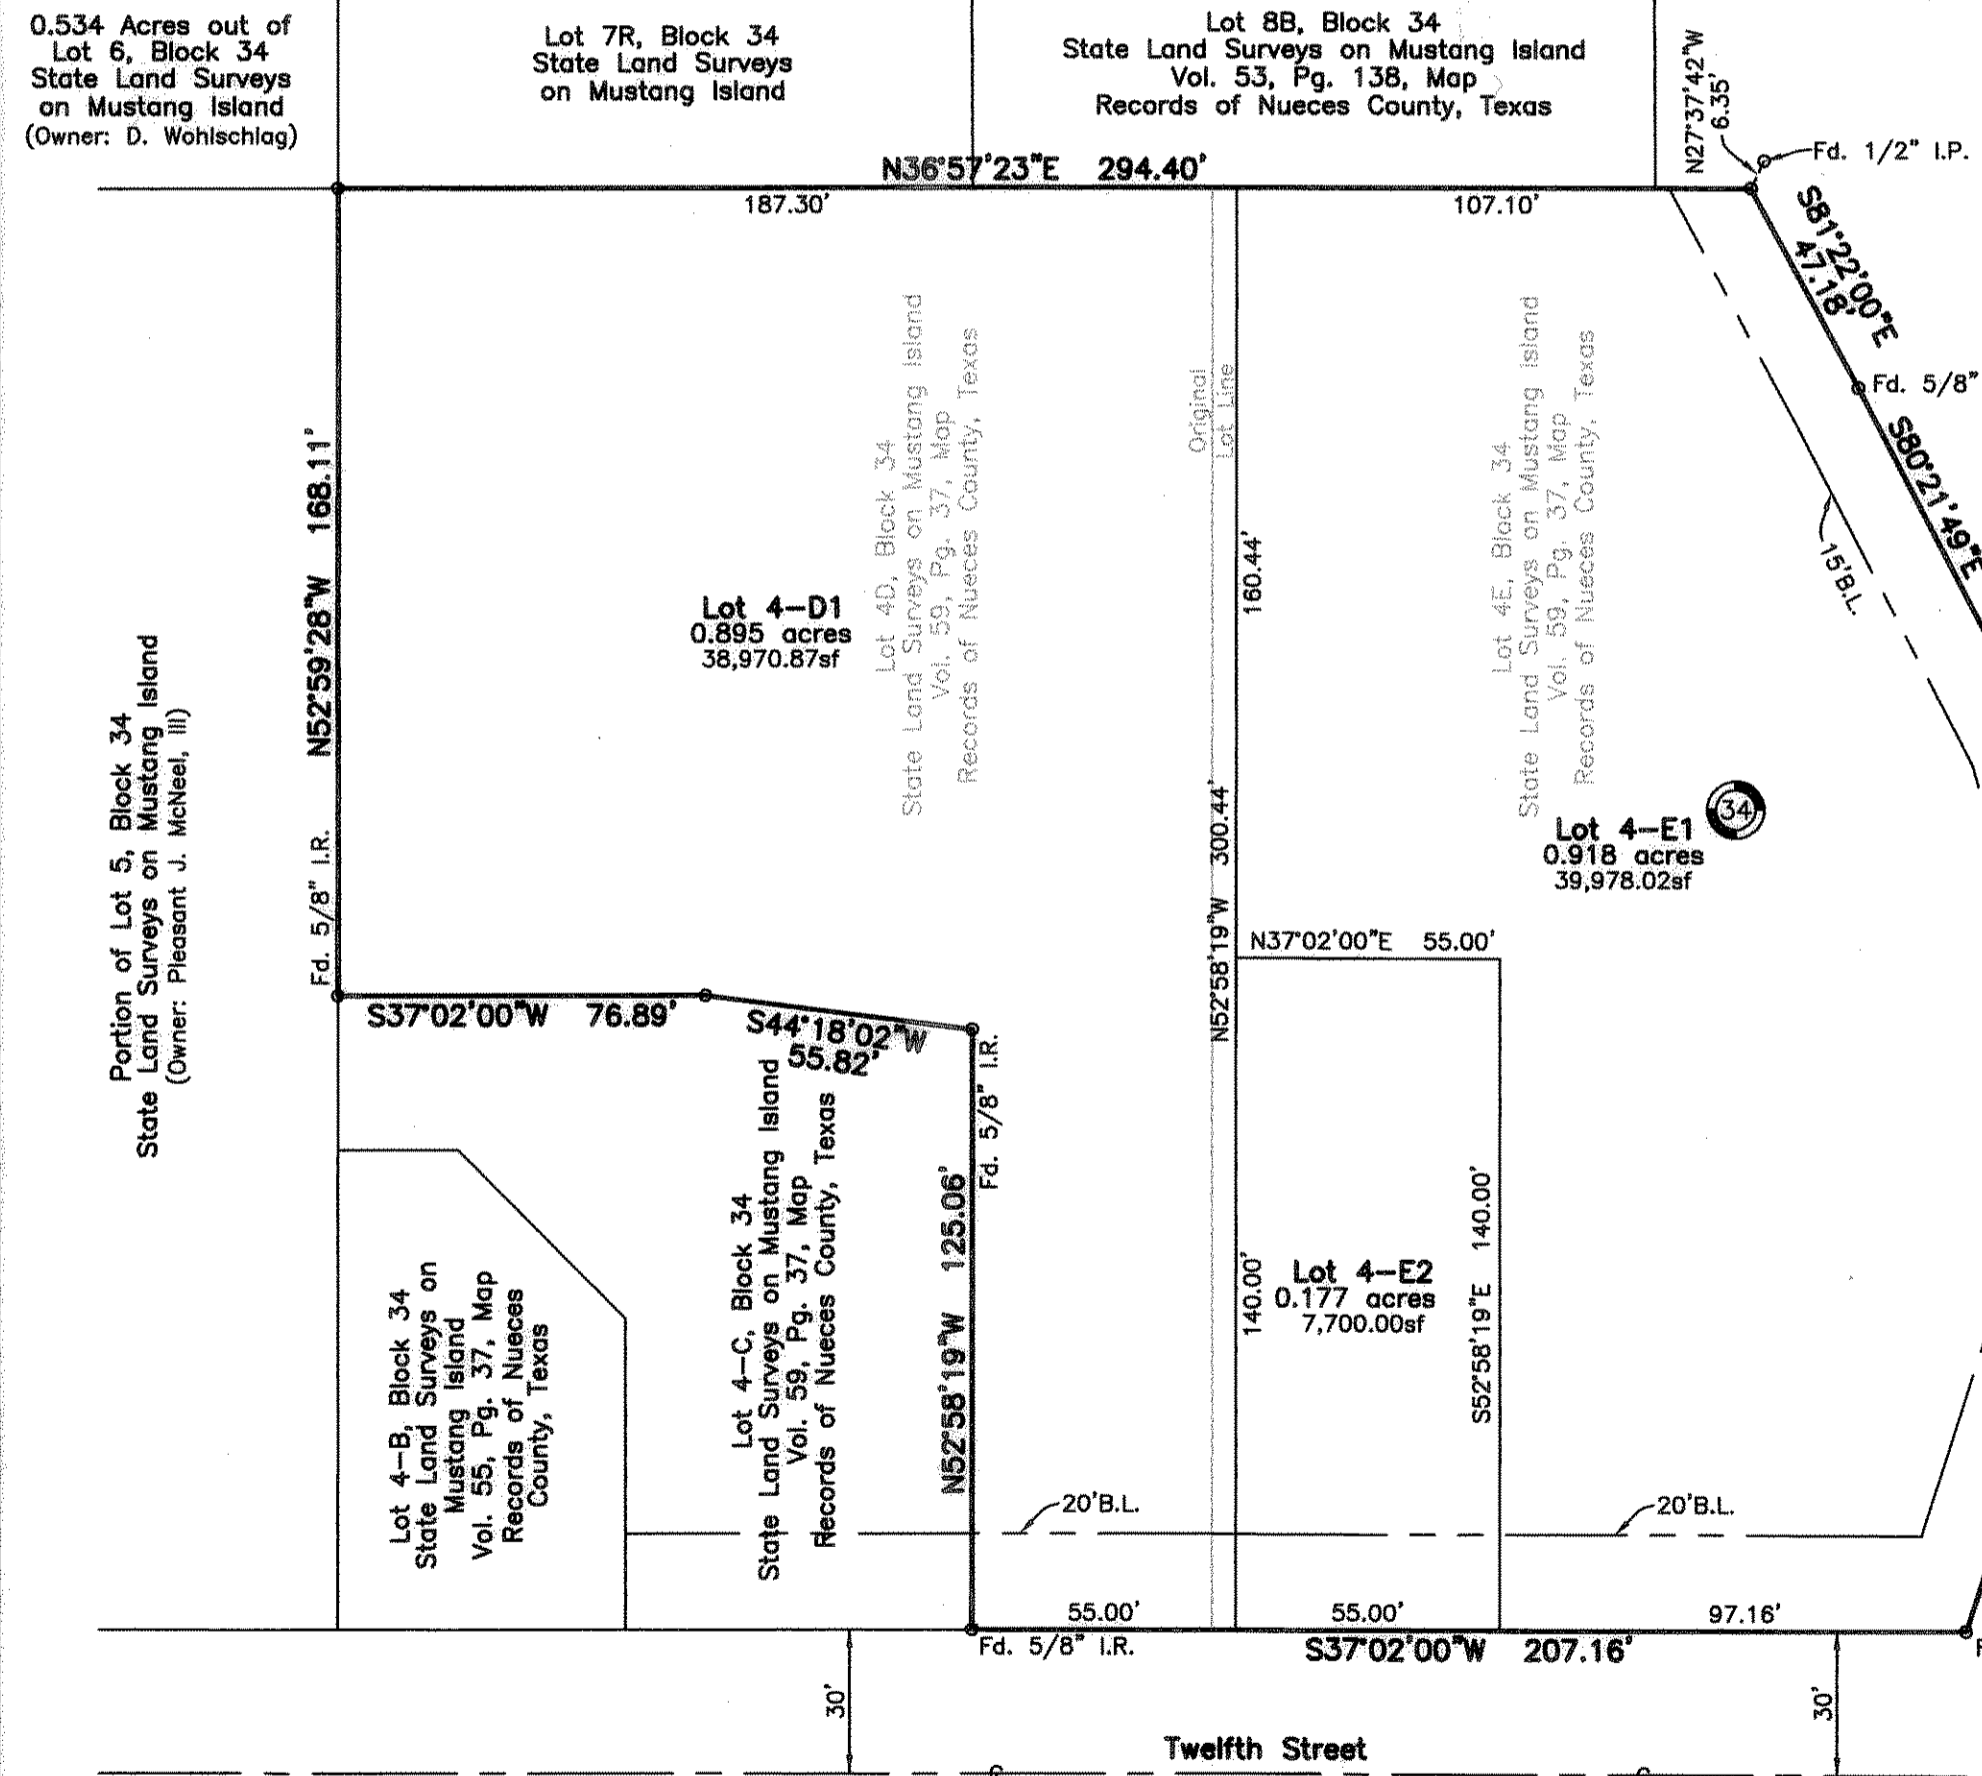 0.534 Acres out of
Lot 6, Block 34
State Land Surveys
on Mustang Island
(Owner: D. Wohlschlag)
Lot 7R, Block 34
State Land Surveys
on Mustang Island
Lot 8B, Block 34
State Land Surveys on Mustang Island
Vol. 53, Pg. 138, Map
Records of Nueces County, Texas
N27°37'42"W
6.35'
Fd. 1/2" I.P.
N36°57'23"E 294.40'
187.30'
107.10'
S81°22'00"E
47.18'
Fd. 5/8"
S80°21'49"E
15'B.L.
Original
Lot Line
Lot 4D, Block 34
State Land Surveys on Mustang Island
Vol. 59, Pg. 37, Map
Records of Nueces County, Texas
Lot 4E, Block 34
State Land Surveys on Mustang Island
Vol. 59, Pg. 37, Map
Records of Nueces County, Texas
N52°59'28"W 168.11'
Fd. 5/8" I.R.
Lot 4-D1
0.895 acres
38,970.87sf
160.44'
N52°58'19"W 300.44'
34
Lot 4-E1
0.918 acres
39,978.02sf
Portion of Lot 5, Block 34
State Land Surveys on Mustang Island
(Owner: Pleasant J. McNeel, III)
N37°02'00"E 55.00'
S37°02'00"W 76.89'
S44°18'02"W
55.82'
Fd. 5/8" I.R.
N52°58'19"W 125.06'
Lot 4-B, Block 34
State Land Surveys on
Mustang Island
Vol. 55, Pg. 37, Map
Records of Nueces
County, Texas
Lot 4-C, Block 34
State Land Surveys on Mustang Island
Vol. 59, Pg. 37, Map
Records of Nueces County, Texas
140.00'
Lot 4-E2
0.177 acres
7,700.00sf
S52°58'19"E 140.00'
20'B.L.
20'B.L.
55.00'
55.00'
97.16'
Fd. 5/8" I.R.
S37°02'00"W 207.16'
F
30'
30'
Twelfth Street